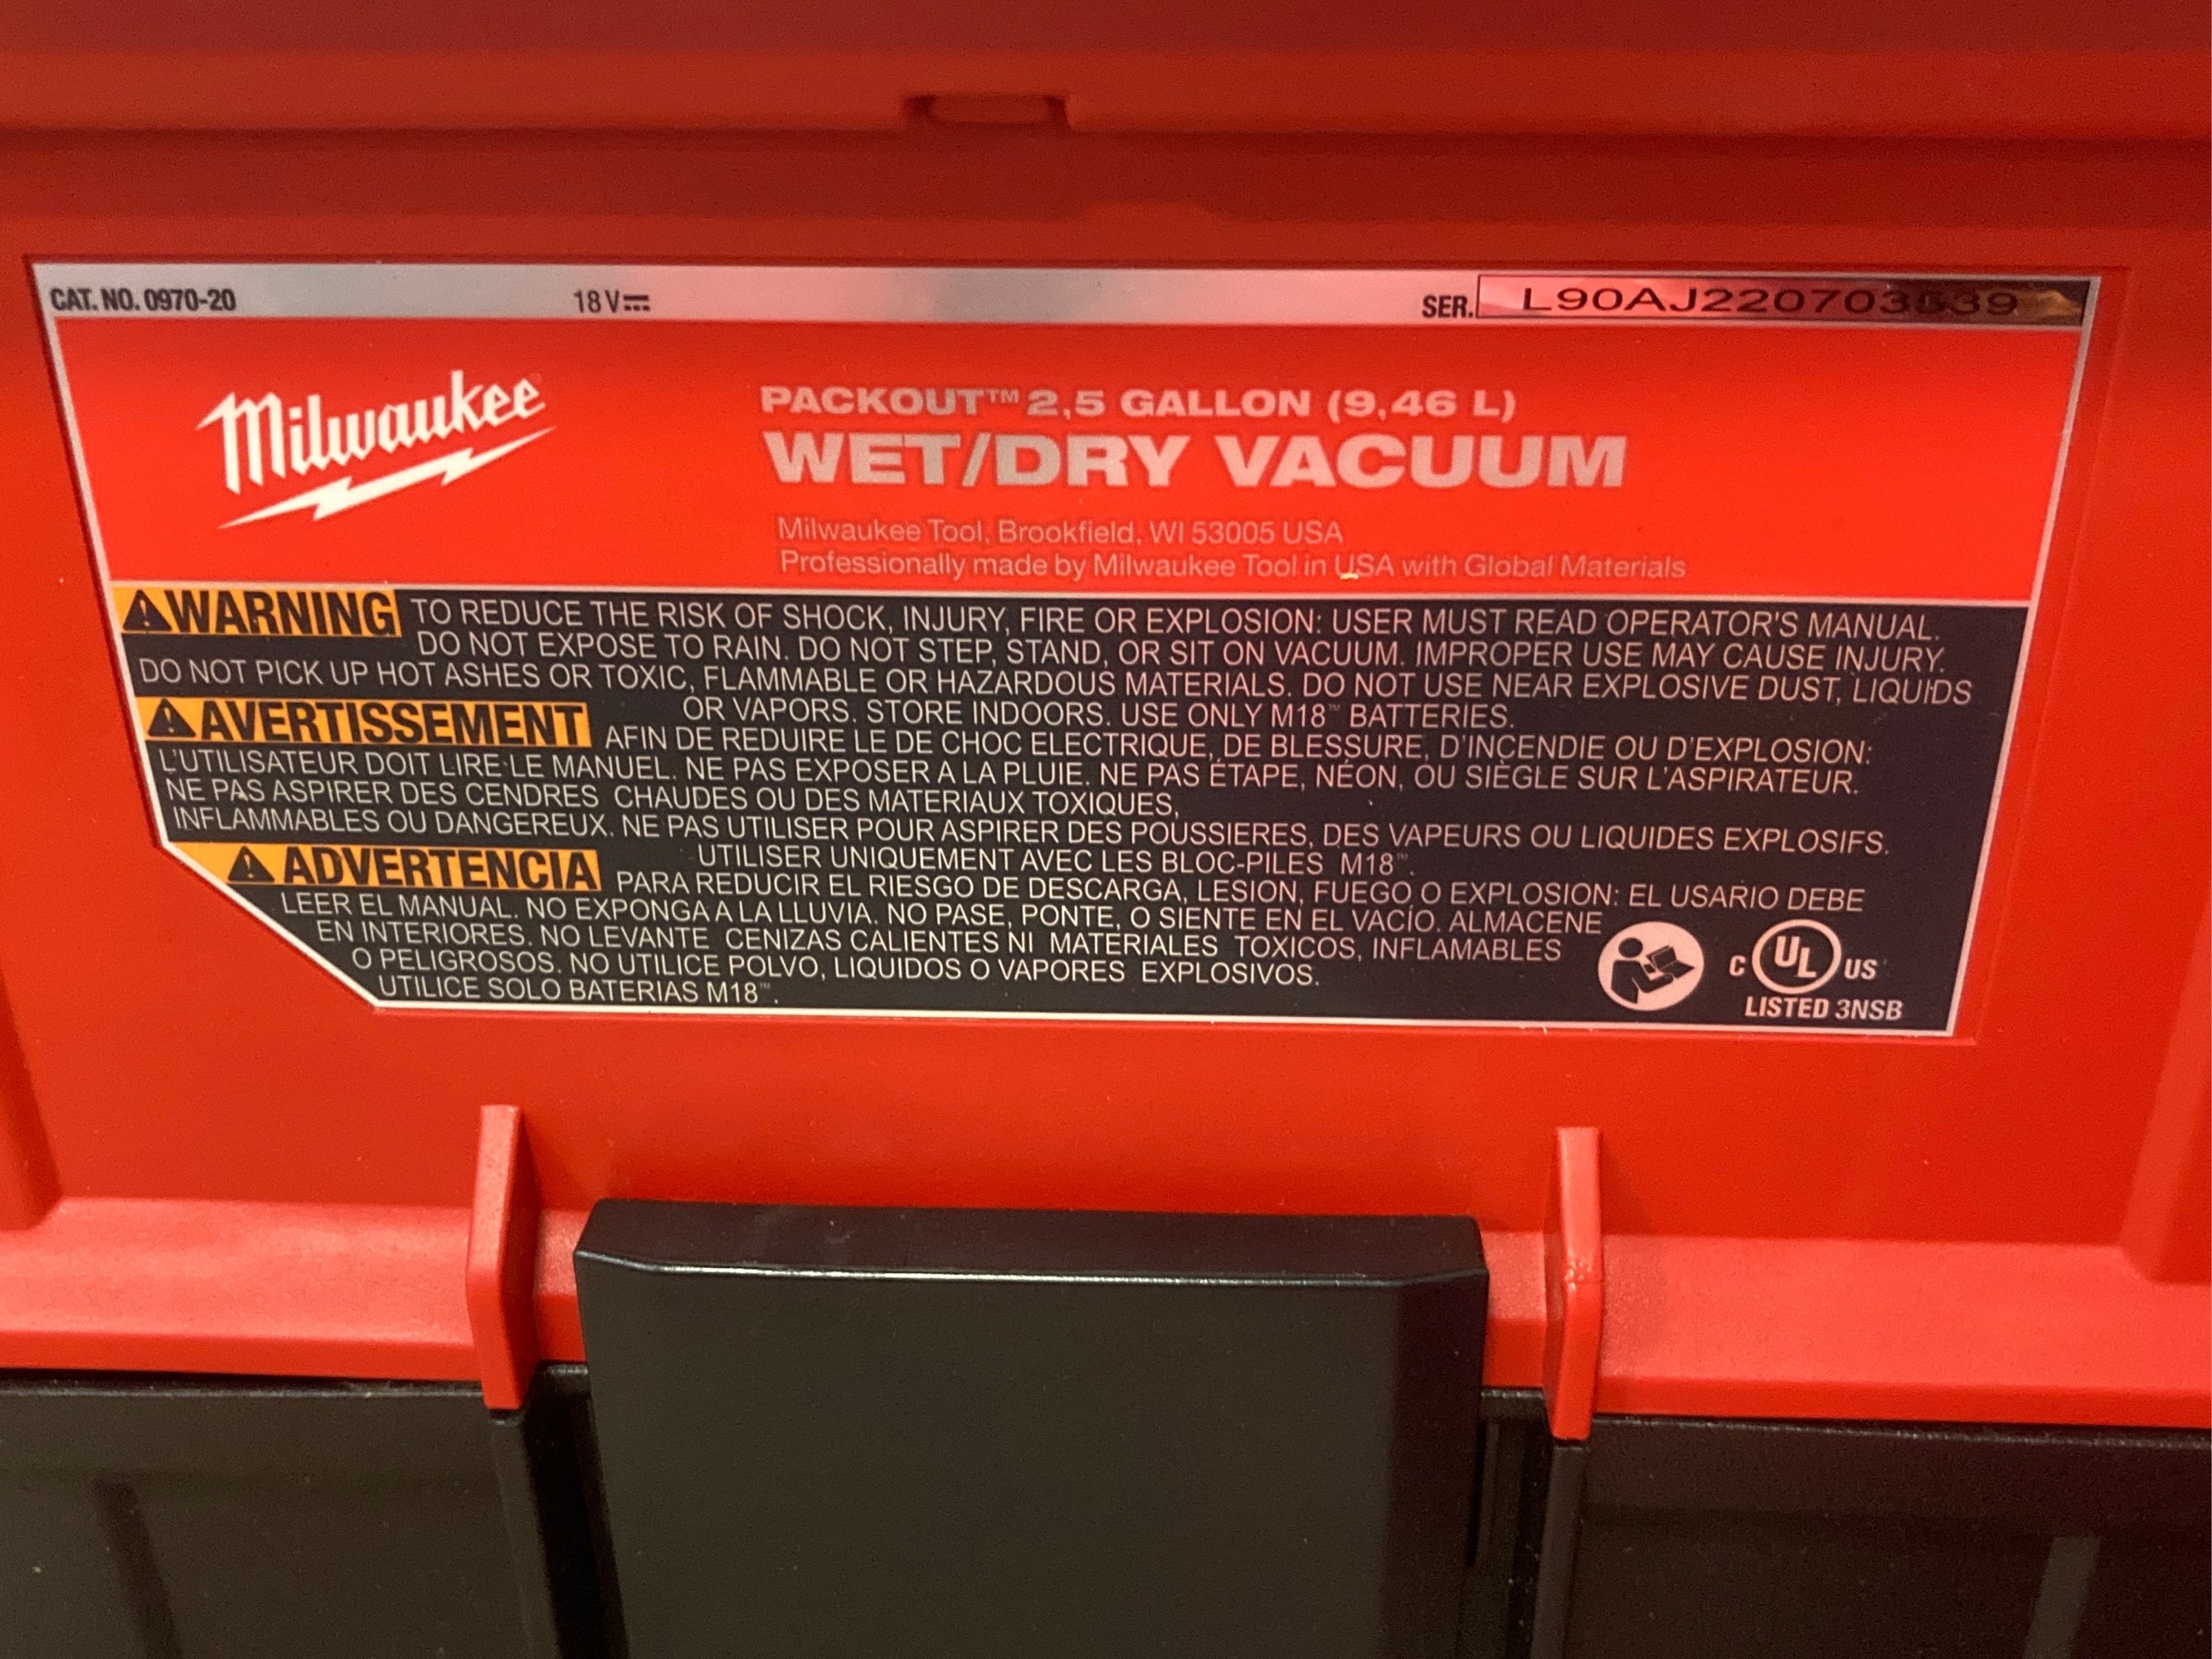 CAT. NO. 0970-20 18 V SER.
Milwaukee
PACKOUT™ 2,5 GALLON (9,46 L)
WET/DRY VACUUM
Milwaukee Tool, Brookfield, WI 53005 USA
Professionally made by Milwaukee Tool in USA with Global Materials
WARNING TO REDUCE THE RISK OF SHOCK, INJURY, FIRE OR EXPLOSION: USER MUST READ OPERATOR'S MANUAL.
DO NOT EXPOSE TO RAIN. DO NOT STEP, STAND, OR SIT ON VACUUM. IMPROPER USE MAY CAUSE INJURY.
DO NOT PICK UP HOT ASHES OR TOXIC, FLAMMABLE OR HAZARDOUS MATERIALS. DO NOT USE NEAR EXPLOSIVE DUST, LIQUIDS
OR VAPORS. STORE INDOORS. USE ONLY M18™ BATTERIES.
AVERTISSEMENT AFIN DE REDUIRE LE DE CHOC ELECTRIQUE, DE BLESSURE, D'INCENDIE OU D'EXPLOSION:
L'UTILISATEUR DOIT LIRE LE MANUEL. NE PAS EXPOSER A LA PLUIE. NE PAS ÉTAPE, NÉON, OU SIÈGLE SUR L'ASPIRATEUR.
NE PAS ASPIRER DES CENDRES CHAUDES OU DES MATERIAUX TOXIQUES,
INFLAMMABLES OU DANGEREUX. NE PAS UTILISER POUR ASPIRER DES POUSSIERES, DES VAPEURS OU LIQUIDES EXPLOSIFS.
UTILISER UNIQUEMENT AVEC LES BLOC-PILES M18™.
ADVERTENCIA PARA REDUCIR EL RIESGO DE DESCARGA, LESION, FUEGO O EXPLOSION: EL USARIO DEBE
LEER EL MANUAL. NO EXPONGA A LA LLUVIA. NO PASE, PONTE, O SIENTE EN EL VACÍO. ALMACENE
EN INTERIORES. NO LEVANTE CENIZAS CALIENTES NI MATERIALES TOXICOS, INFLAMABLES
O PELIGROSOS. NO UTILICE POLVO, LIQUIDOS O VAPORES EXPLOSIVOS.
UTILICE SOLO BATERIAS M18™.
C UL US
LISTED 3NSB